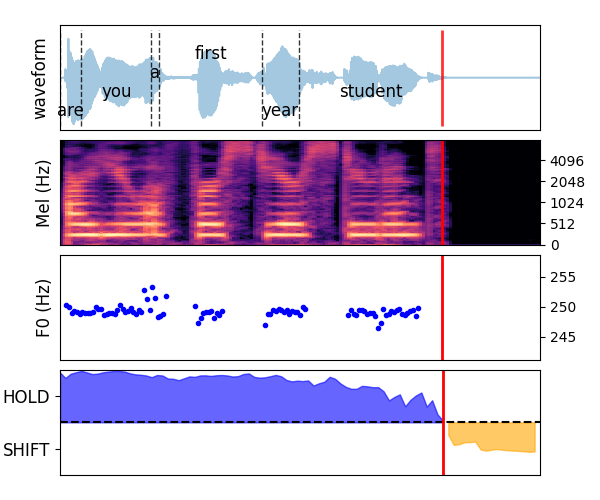 waveform
are
you
a
first
year
student
Mel (Hz)
4096
2048
1024
512
0
F0 (Hz)
255
250
245
HOLD
SHIFT